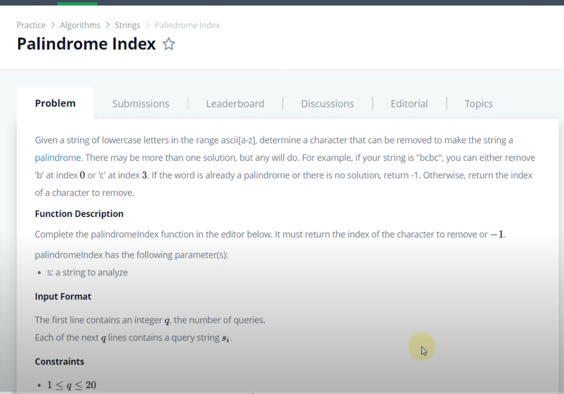 Practice > Algorithms > Strings > Palindrome Index
Palindrome Index
Problem Submissions Leaderboard Discussions Editorial Topics
Given a string of lowercase letters in the range ascii[a-z], determine a character that can be removed to make the string a
palindrome. There may be more than one solution, but any will do. For example, if your string is "bcbc", you can either remove
'b' at index 0 or 'c' at index 3. If the word is already a palindrome or there is no solution, return -1. Otherwise, return the index
of a character to remove.
Function Description
Complete the palindromeIndex function in the editor below. It must return the index of the character to remove or −1.
palindromeIndex has the following parameter(s):
• s: a string to analyze
Input Format
The first line contains an integer q, the number of queries.
Each of the next q lines contains a query string sᵢ.
Constraints
• 1 ≤ q ≤ 20